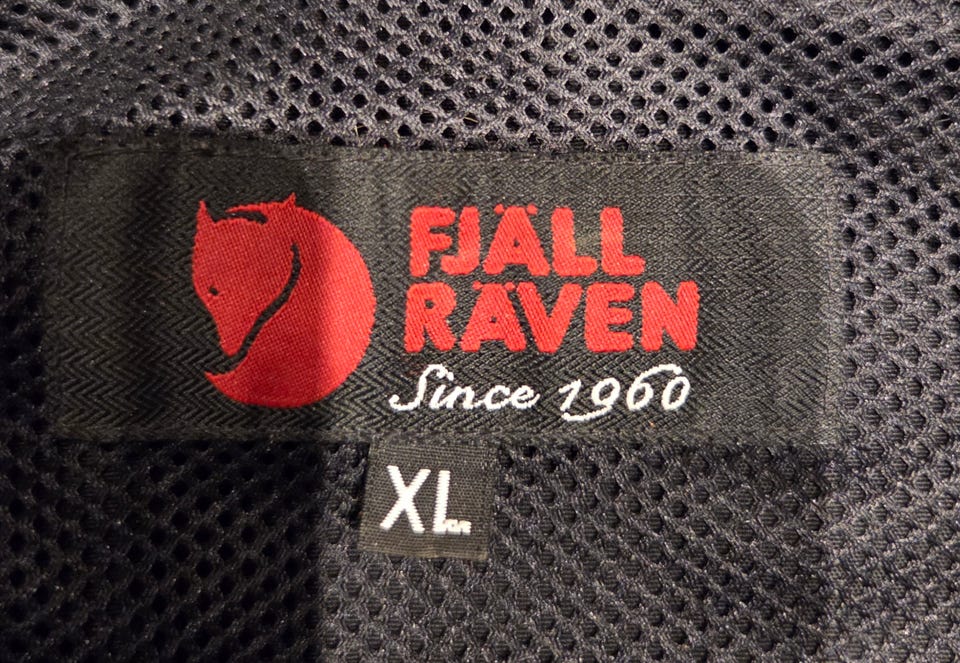 FJÄLL
RÄVEN
Since 1960
XL